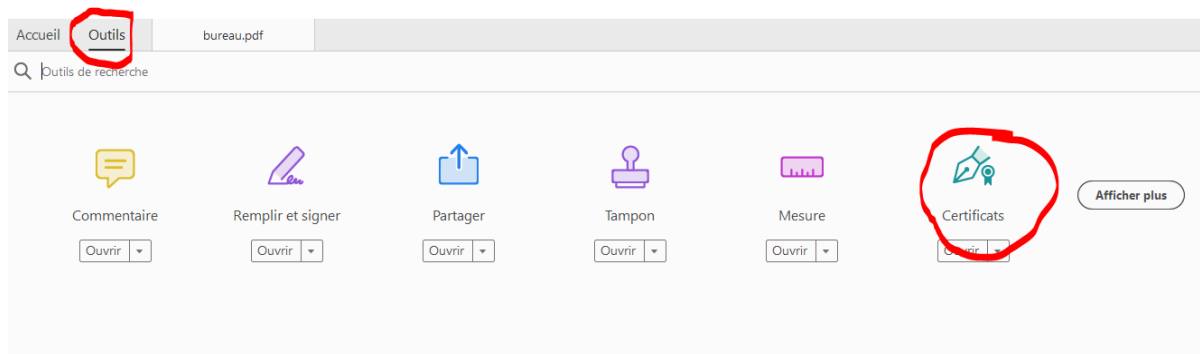 Accueil Outils bureau.pdf
Outils de recherche
Commentaire Remplir et signer Partager Tampon Mesure Certificats Afficher plus
Ouvrir Ouvrir Ouvrir Ouvrir Ouvrir Ouvrir